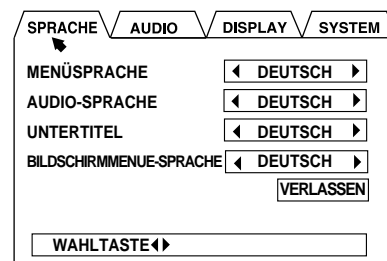 SPRACHE AUDIO DISPLAY SYSTEM
MENÜSPRACHE DEUTSCH
AUDIO-SPRACHE DEUTSCH
UNTERTITEL DEUTSCH
BILDSCHIRMMENUE-SPRACHE DEUTSCH
VERLASSEN
WAHLTASTE